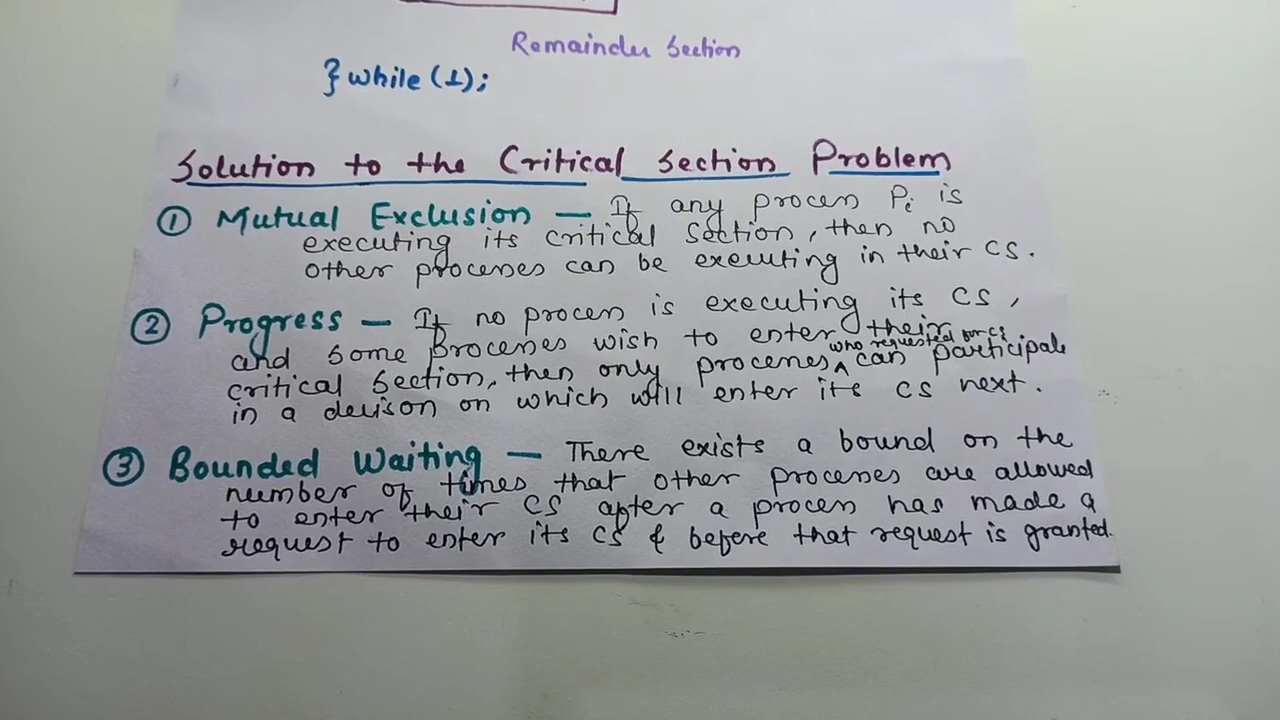 Remainder Section
} while (1);
Solution to the Critical Section Problem
① Mutual Exclusion — If any process Pi is
executing its critical section, then no
other processes can be executing in their CS.
② Progress — If no process is executing its CS,
and some processes wish to enter their
critical section, then only processes who requested for CS can participate
in a decison on which will enter its CS next.
③ Bounded Waiting — There exists a bound on the
number of times that other processes are allowed
to enter their CS after a process has made a
request to enter its CS & before that request is granted.